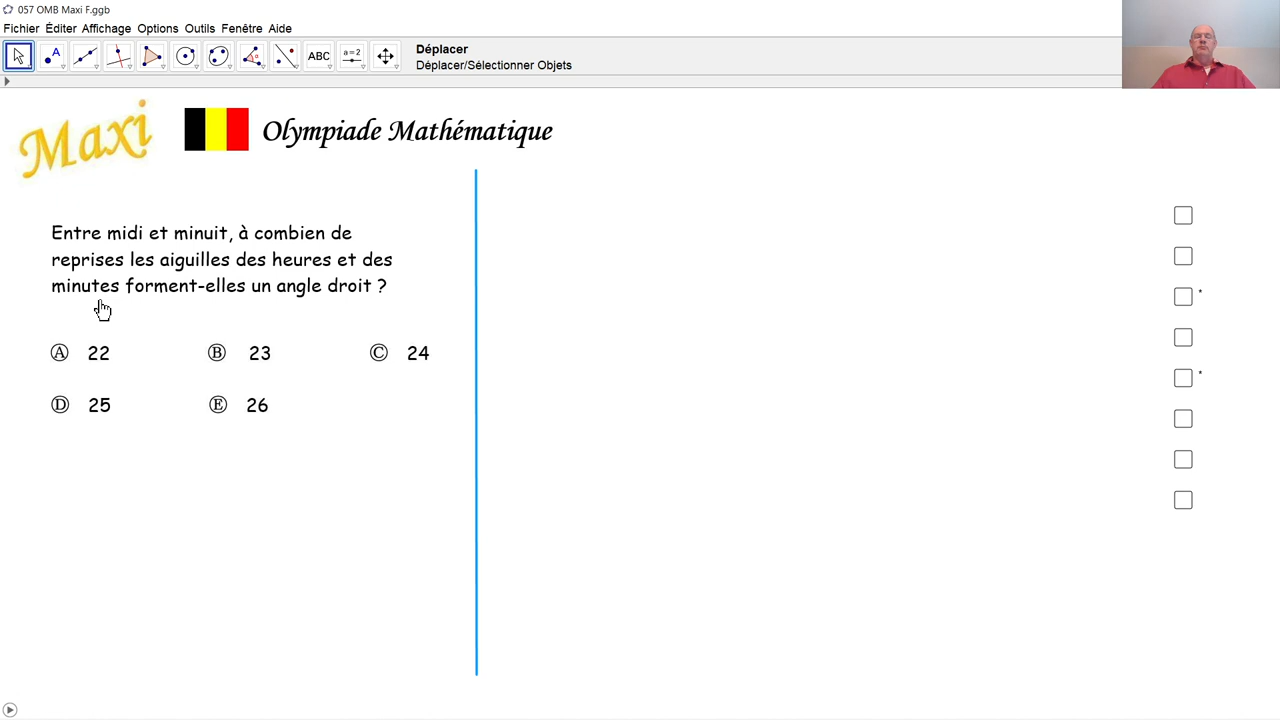 057 OMB Maxi F.ggb
Fichier Éditer Affichage Options Outils Fenêtre Aide
A ABC a=2 Déplacer
Déplacer/Sélectionner Objets
Maxi Olympiade Mathématique
Entre midi et minuit, à combien de
reprises les aiguilles des heures et des
minutes forment-elles un angle droit ?
Ⓐ 22 Ⓑ 23 Ⓒ 24
Ⓓ 25 Ⓔ 26
*
*